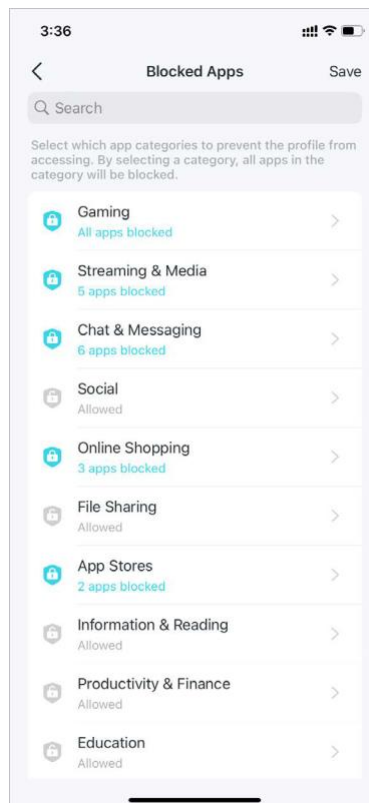 3:36
Blocked Apps
Save
Search
Select which app categories to prevent the profile from
accessing. By selecting a category, all apps in the
category will be blocked.
Gaming
All apps blocked
Streaming & Media
5 apps blocked
Chat & Messaging
6 apps blocked
Social
Allowed
Online Shopping
3 apps blocked
File Sharing
Allowed
App Stores
2 apps blocked
Information & Reading
Allowed
Productivity & Finance
Allowed
Education
Allowed